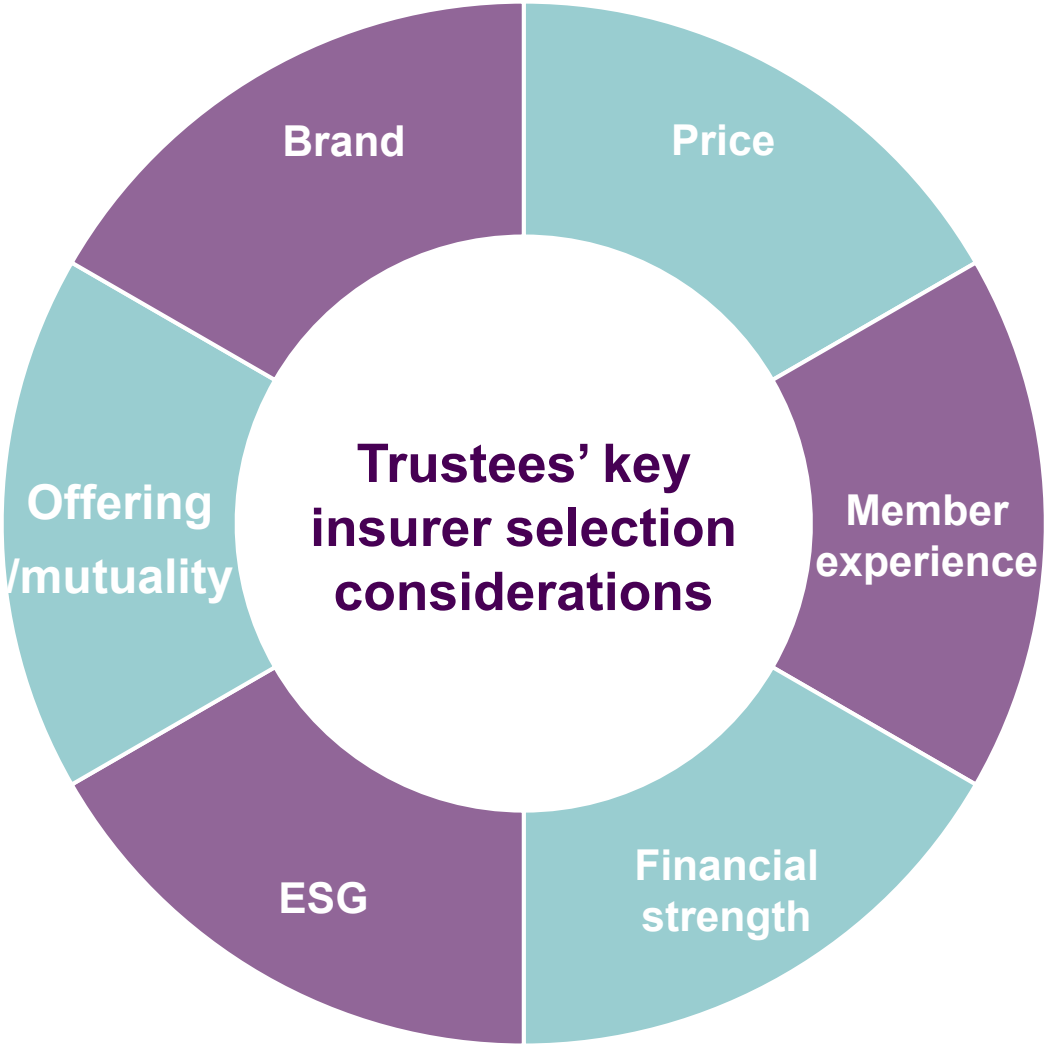 Brand
Price
Offering
/mutuality
Trustees’ key
insurer selection
considerations
Member
experience
ESG
Financial
strength